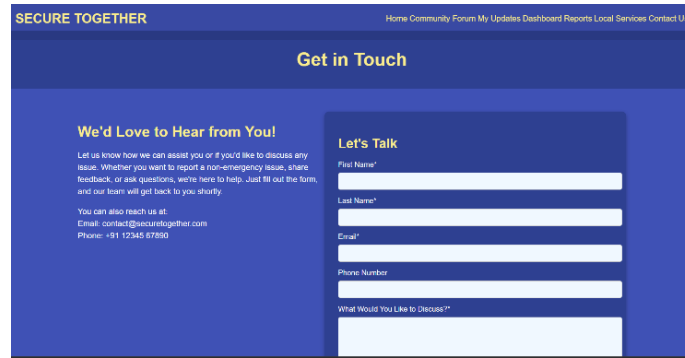 SECURE TOGETHER
Home Community Forum My Updates Dashboard Reports Local Services Contact U
Get in Touch
We'd Love to Hear from You!
Let us know how we can assist you or if you'd like to discuss any
issue. Whether you want to report a non-emergency issue, share
feedback, or ask questions, we're here to help. Just fill out the form,
and our team will get back to you shortly.
You can also reach us at:
Email: contact@securetogether.com
Phone: +91 12345 67890
Let's Talk
First Name*
Last Name*
Email*
Phone Number
What Would You Like to Discuss?*